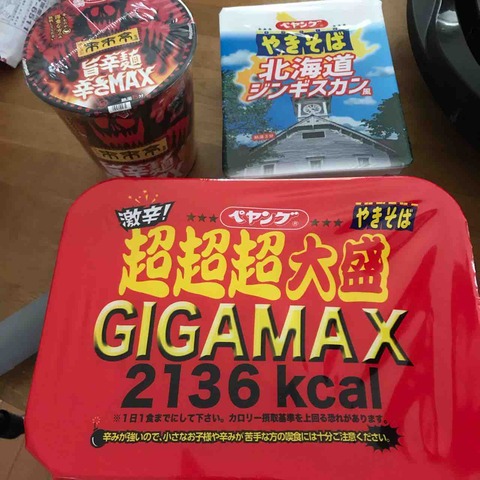 旨辛麺
辛さMAX
ペヤング
やきそば
北海道
ジンギスカン風
激辛!
ペヤング®
やきそば
超超超大盛
GIGAMAX
2136 kcal
※1日1食までにして下さい。カロリー摂取基準を上回る恐れがあります。
辛みが強いので、小さなお子様や辛みが苦手な方の喫食には十分ご注意ください。